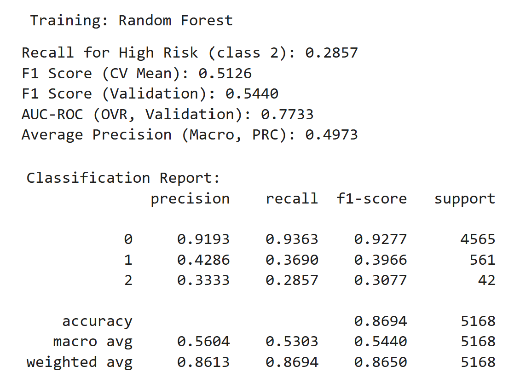 Training: Random Forest
Recall for High Risk (class 2): 0.2857
F1 Score (CV Mean): 0.5126
F1 Score (Validation): 0.5440
AUC-ROC (OVR, Validation): 0.7733
Average Precision (Macro, PRC): 0.4973
Classification Report:
precision recall f1-score support
0 0.9193 0.9363 0.9277 4565
1 0.4286 0.3690 0.3966 561
2 0.3333 0.2857 0.3077 42
accuracy 0.8694 5168
macro avg 0.5604 0.5303 0.5440 5168
weighted avg 0.8613 0.8694 0.8650 5168